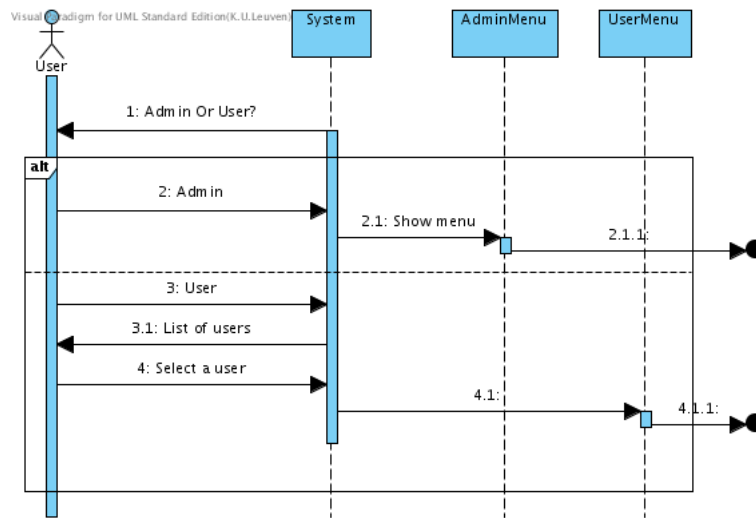 Visual Paradigm for UML Standard Edition(K.U.Leuven)
System
AdminMenu
UserMenu
User
1: Admin Or User?
alt
2: Admin
2.1: Show menu
2.1.1:
3: User
3.1: List of users
4: Select a user
4.1:
4.1.1: